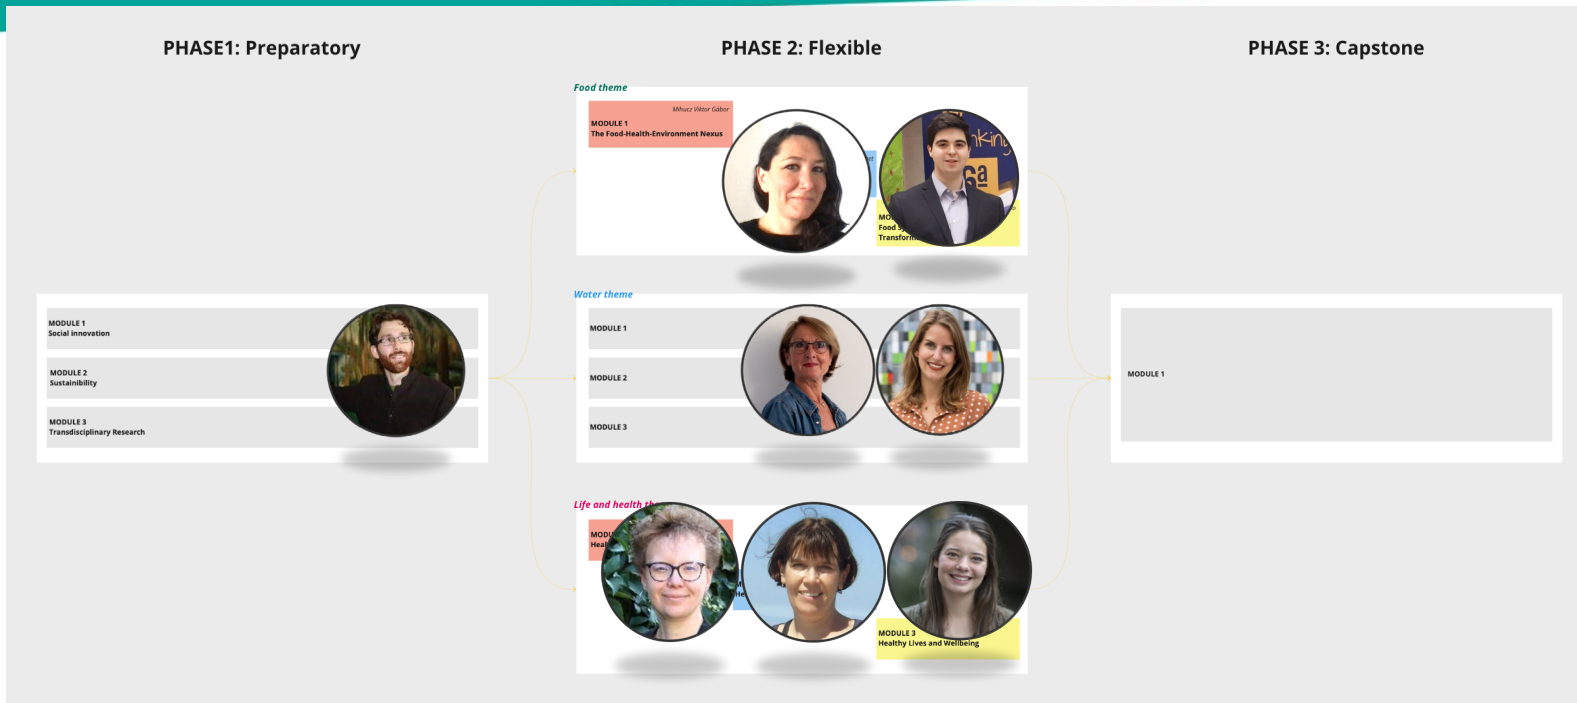 PHASE1: Preparatory
PHASE 2: Flexible
PHASE 3: Capstone
MODULE 1
Social innovation
MODULE 2
Sustainibility
MODULE 3
Transdisciplinary Research
Food theme
Mihucz Viktor Gábor
MODULE 1
The Food-Health-Environment Nexus
Food
Water theme
MODULE 1
MODULE 2
MODULE 3
Life and health
MODULE 3
Healthy Lives and Wellbeing
MODULE 1